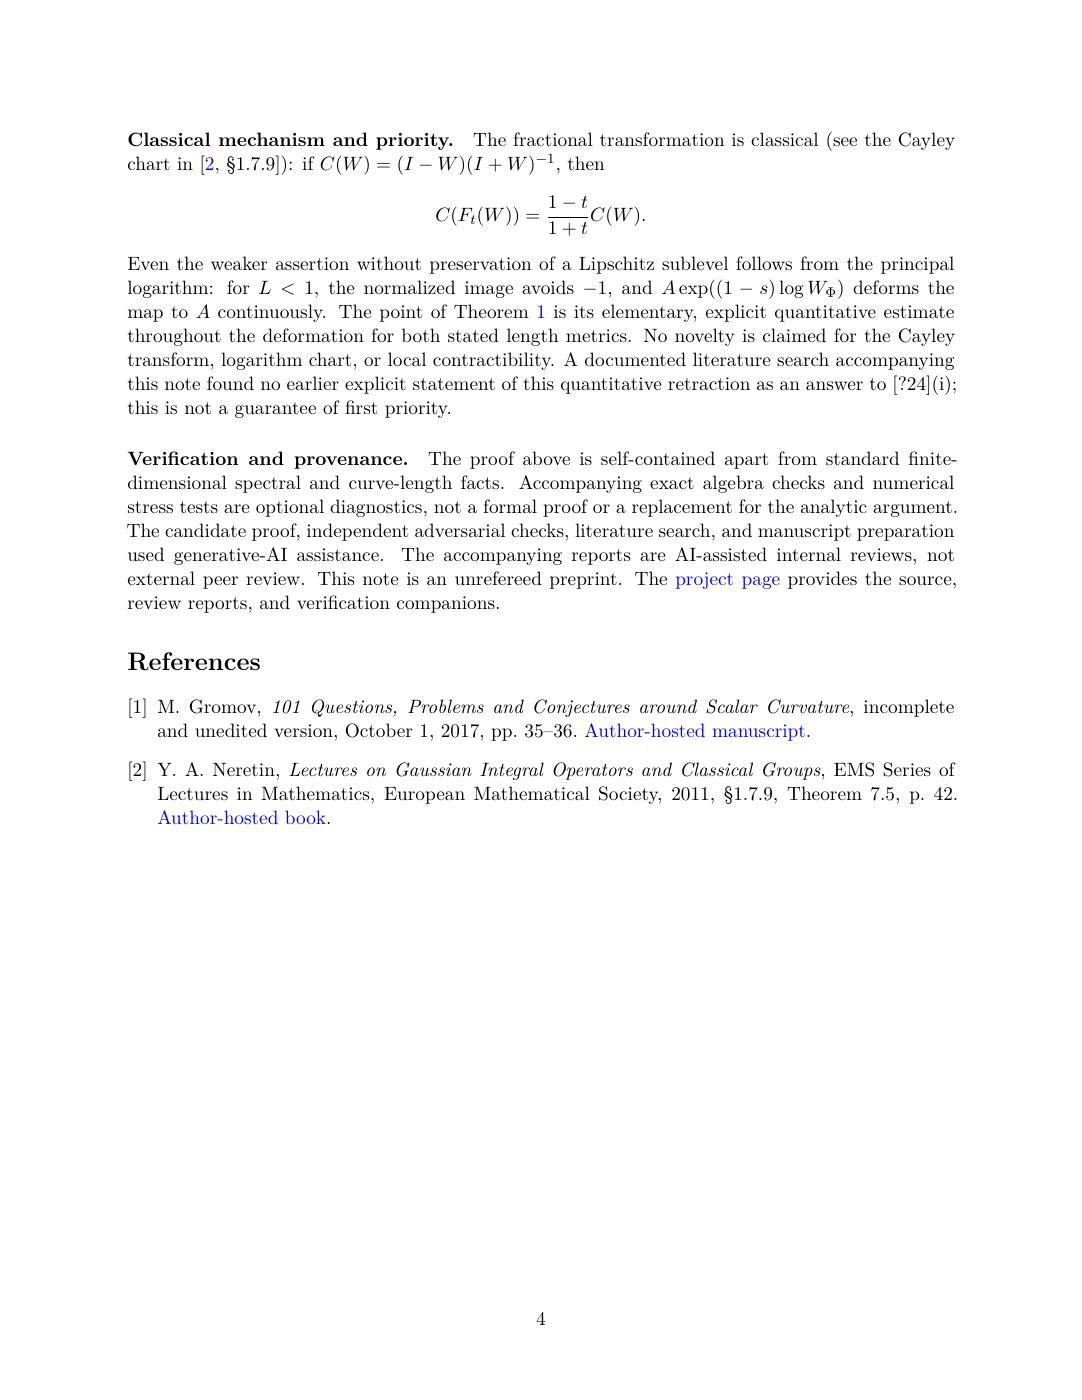 Classical mechanism and priority. The fractional transformation is classical (see the Cayley
chart in [2, §1.7.9]): if C(W) = (I − W)(I + W)⁻¹, then
C(Fₜ(W)) = \frac{1 − t}{1 + t} C(W).
Even the weaker assertion without preservation of a Lipschitz sublevel follows from the principal
logarithm: for L < 1, the normalized image avoids −1, and A exp((1 − s) log W_Φ) deforms the
map to A continuously. The point of Theorem 1 is its elementary, explicit quantitative estimate
throughout the deformation for both stated length metrics. No novelty is claimed for the Cayley
transform, logarithm chart, or local contractibility. A documented literature search accompanying
this note found no earlier explicit statement of this quantitative retraction as an answer to [?24](i);
this is not a guarantee of first priority.
Verification and provenance. The proof above is self-contained apart from standard finite-
dimensional spectral and curve-length facts. Accompanying exact algebra checks and numerical
stress tests are optional diagnostics, not a formal proof or a replacement for the analytic argument.
The candidate proof, independent adversarial checks, literature search, and manuscript preparation
used generative-AI assistance. The accompanying reports are AI-assisted internal reviews, not
external peer review. This note is an unrefereed preprint. The project page provides the source,
review reports, and verification companions.
References
[1] M. Gromov, 101 Questions, Problems and Conjectures around Scalar Curvature, incomplete
and unedited version, October 1, 2017, pp. 35–36. Author-hosted manuscript.
[2] Y. A. Neretin, Lectures on Gaussian Integral Operators and Classical Groups, EMS Series of
Lectures in Mathematics, European Mathematical Society, 2011, §1.7.9, Theorem 7.5, p. 42.
Author-hosted book.
4